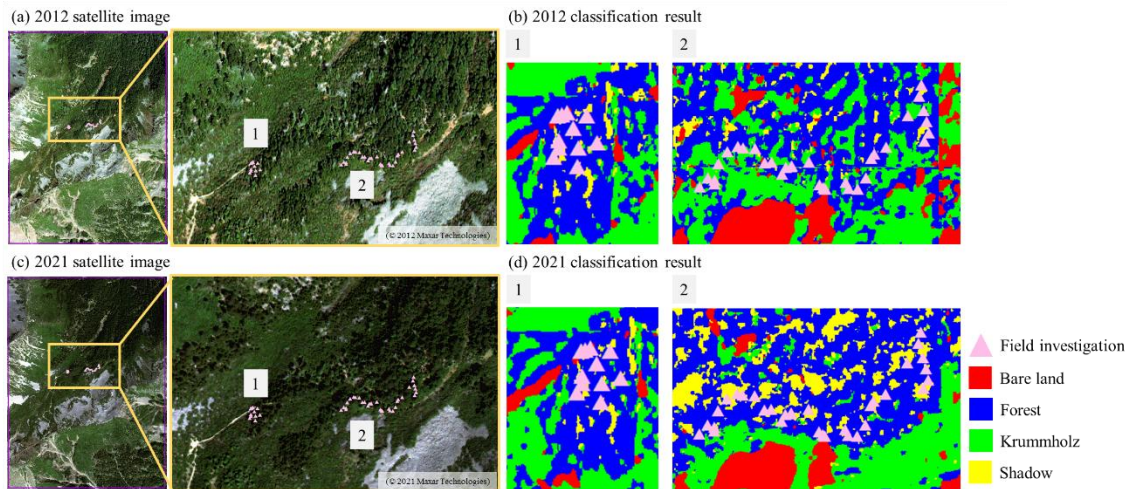 (a) 2012 satellite image
(b) 2012 classification result
1
2
1
2
(© 2012 Maxar Technologies)
(c) 2021 satellite image
(d) 2021 classification result
1
2
1
2
(© 2021 Maxar Technologies)
Field investigation
Bare land
Forest
Krummholz
Shadow